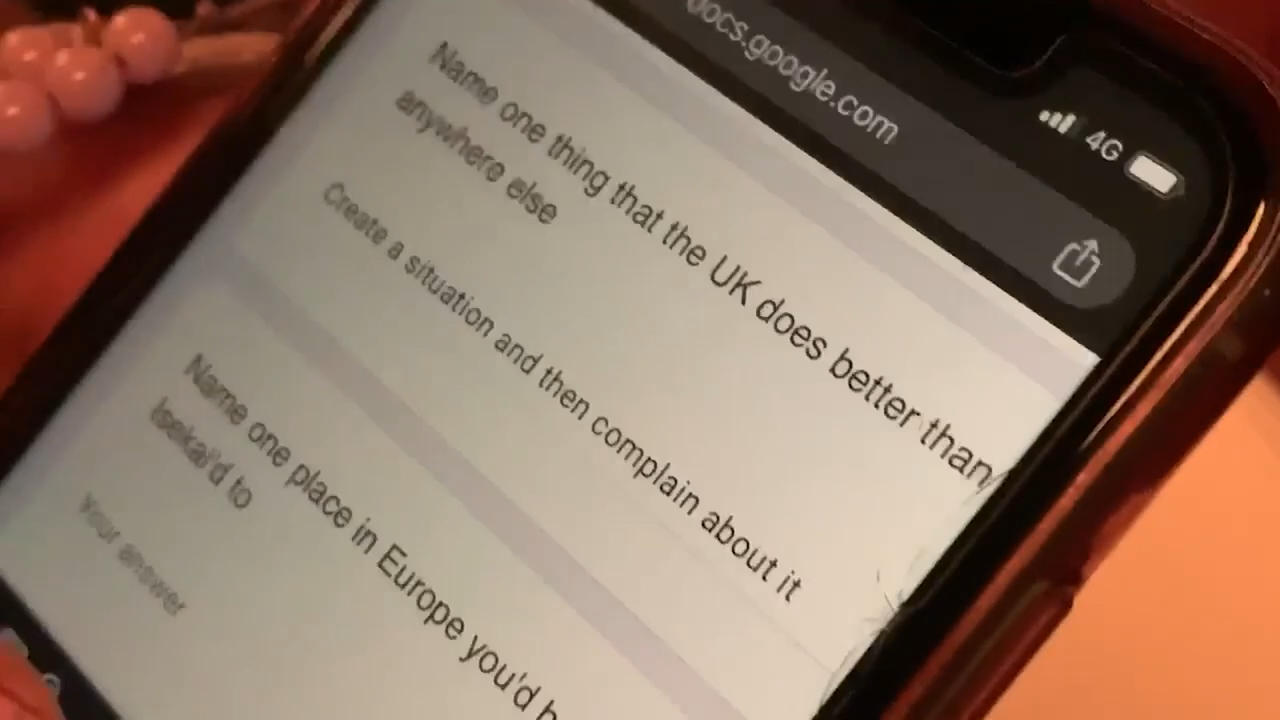 docs.google.com
4G
Name one thing that the UK does better than
anywhere else
Create a situation and then complain about it
Name one place in Europe you'd
Isekai'd to
Your answer